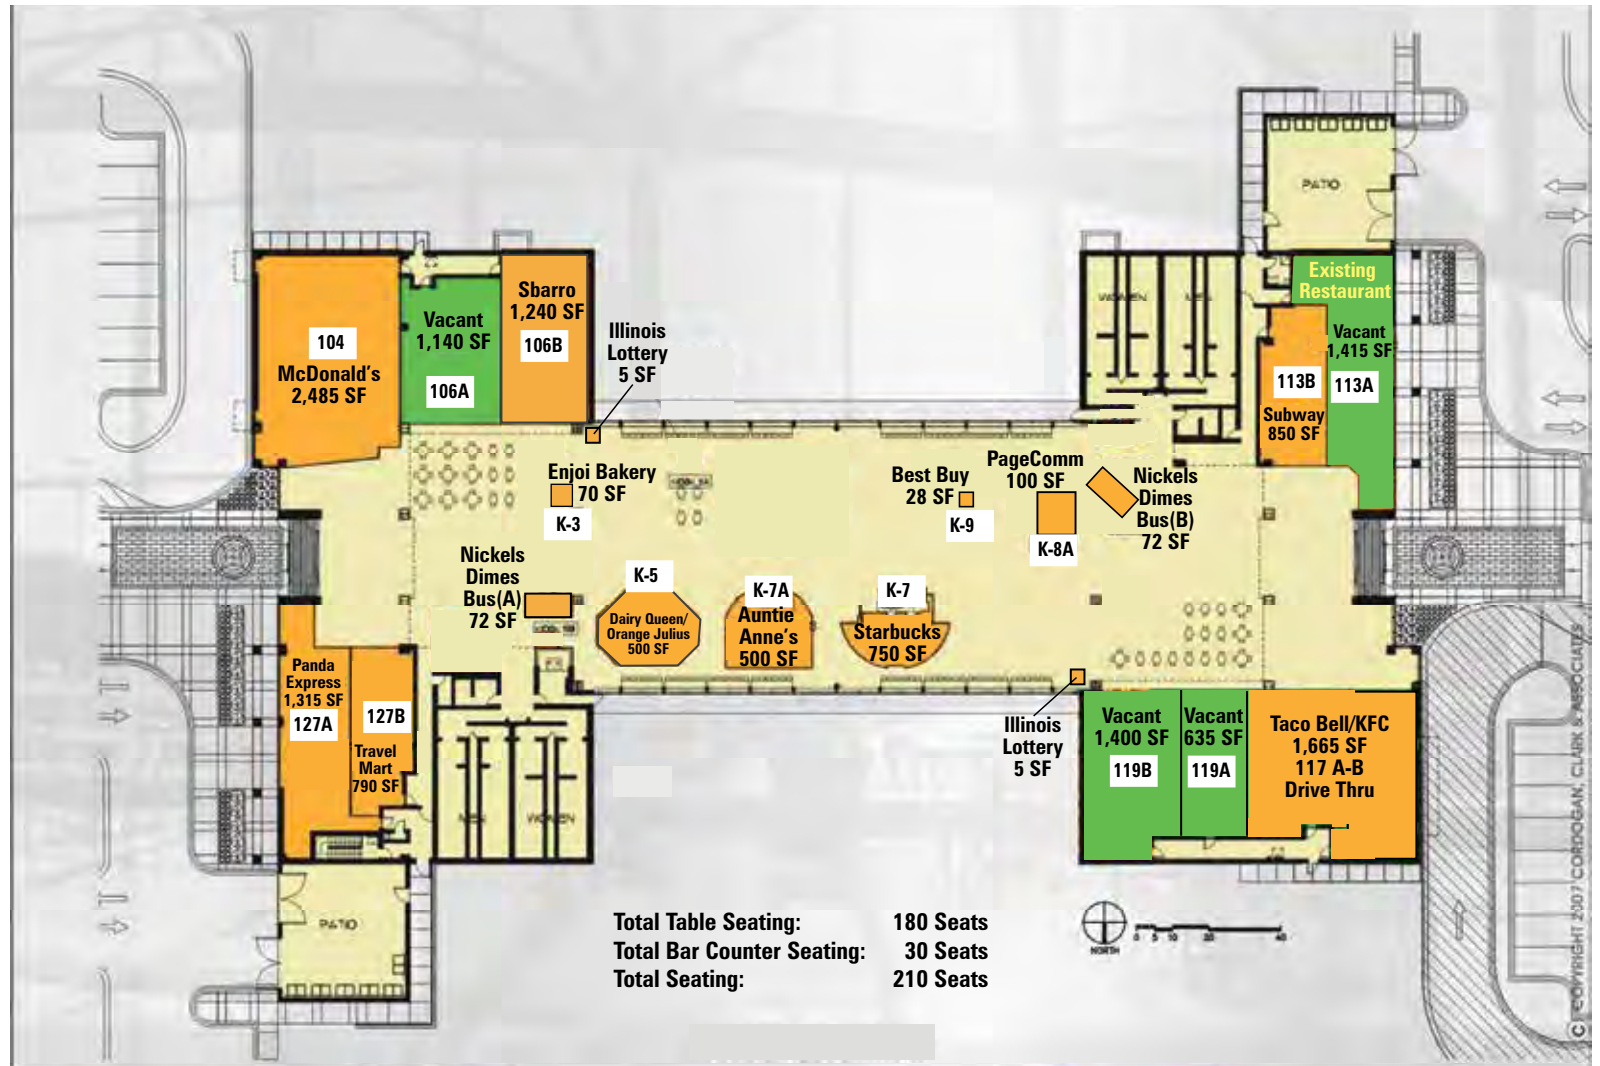 PATIO
Existing
Restaurant
Sbarro
1,240 SF
106B
Vacant
1,140 SF
106A
104
McDonald's
2,485 SF
Illinois
Lottery
5 SF
WOMEN
MEN
Vacant
1,415 SF
113A
113B
Subway
850 SF
Enjoi Bakery
70 SF
K-3
Best Buy
28 SF
K-9
PageComm
100 SF
K-8A
Nickels
Dimes
Bus(B)
72 SF
Nickels
Dimes
Bus(A)
72 SF
K-5
Dairy Queen/
Orange Julius
500 SF
K-7A
Auntie
Anne's
500 SF
K-7
Starbucks
750 SF
Panda
Express
1,315 SF
127A
127B
Travel
Mart
790 SF
Illinois
Lottery
5 SF
Vacant
1,400 SF
119B
Vacant
635 SF
119A
Taco Bell/KFC
1,665 SF
117 A-B
Drive Thru
MEN
WOMEN
PATIO
Total Table Seating: 180 Seats
Total Bar Counter Seating: 30 Seats
Total Seating: 210 Seats
NORTH
0 5 10 20 40
(C) COPYRIGHT 2007 CORDOGAN, CLARK & ASSOCIATES